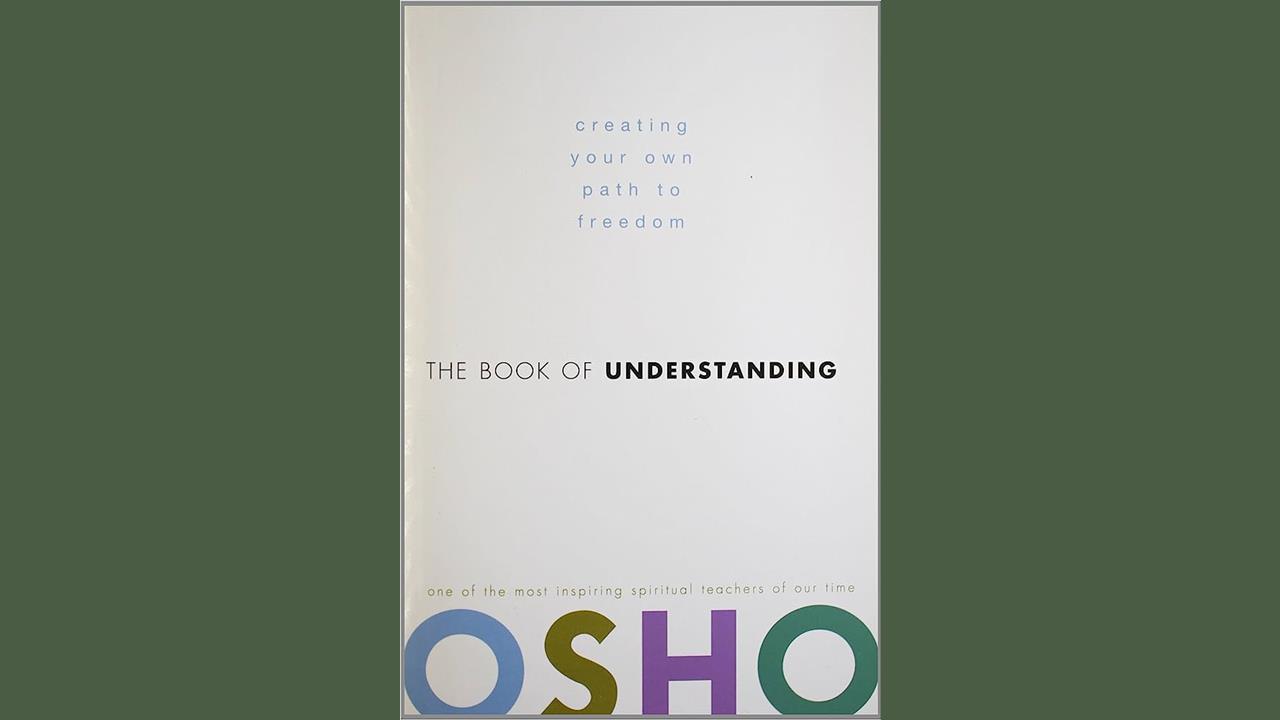 creating
your own
path to
freedom
THE BOOK OF UNDERSTANDING
one of the most inspiring spiritual teachers of our time
OSHO